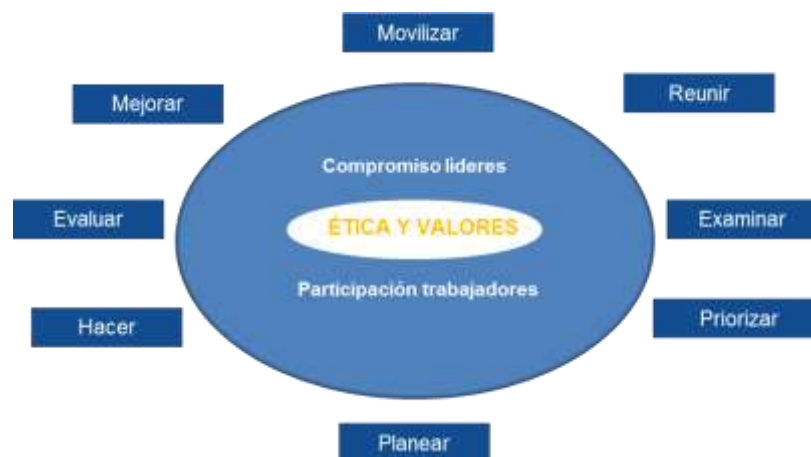 Movilizar
Reunir
Mejorar
Compromiso lideres
Evaluar
ÉTICA Y VALORES
Examinar
Participación trabajadores
Hacer
Priorizar
Planear